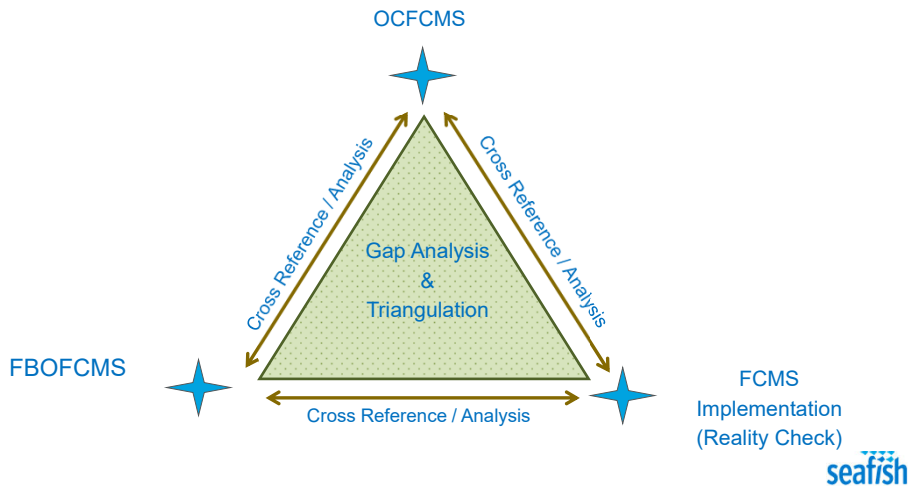 OCFCMS
Cross Reference / Analysis
Cross Reference / Analysis
Gap Analysis
&
Triangulation
FBOFCMS
Cross Reference / Analysis
FCMS
Implementation
(Reality Check)
seafish